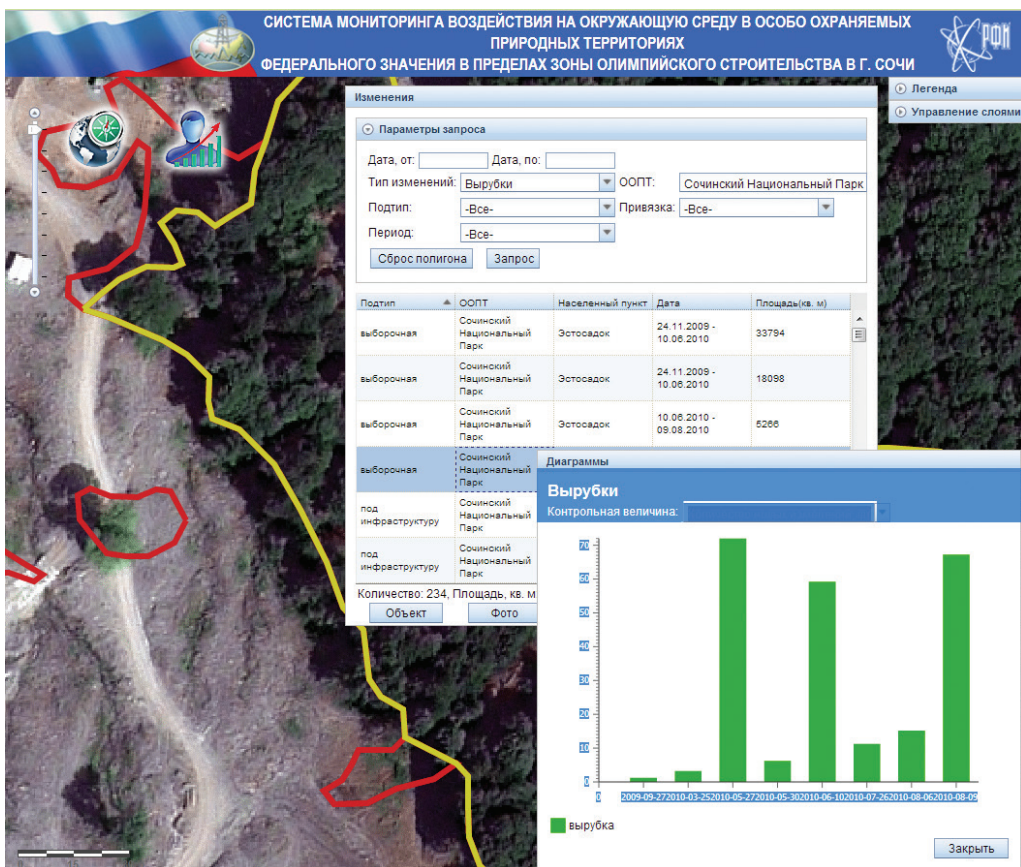 СИСТЕМА МОНИТОРИНГА ВОЗДЕЙСТВИЯ НА ОКРУЖАЮЩУЮ СРЕДУ В ОСОБО ОХРАНЯЕМЫХ
ПРИРОДНЫХ ТЕРРИТОРИЯХ
ФЕДЕРАЛЬНОГО ЗНАЧЕНИЯ В ПРЕДЕЛАХ ЗОНЫ ОЛИМПИЙСКОГО СТРОИТЕЛЬСТВА В Г. СОЧИ
Легенда
Управление слоями
Изменения
Параметры запроса
Дата, от: Дата, по:
Тип изменений: Вырубки ООПТ: Сочинский Национальный Парк
Подтип: -Все- Привязка: -Все-
Период: -Все-
Сброс полигона Запрос
Подтип ООПТ Населенный пункт Дата Площадь(кв. м)
выборочная Сочинский Национальный Парк Эстосадок 24.11.2009 - 10.06.2010 33794
выборочная Сочинский Национальный Парк Эстосадок 24.11.2009 - 10.06.2010 18098
выборочная Сочинский Национальный Парк Эстосадок 10.06.2010 - 09.08.2010 5266
выборочная Сочинский Национальный Парк
под инфраструктуру Сочинский Национальный Парк
под инфраструктуру Сочинский Национальный Парк
Количество: 234, Площадь, кв. м
Объект Фото
Диаграммы
Вырубки
Контрольная величина:
70
60
50
40
30
20
10
0
0 2009-09-27 2010-03-25 2010-05-27 2010-05-30 2010-06-10 2010-07-26 2010-08-06 2010-08-09
вырубка
Закрыть